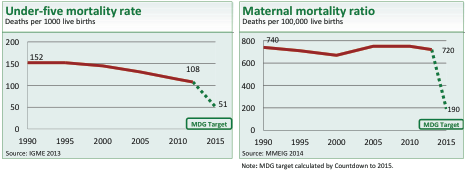 Under-five mortality rate
Deaths per 1000 live births
200
150
100
50
0
152
108
51
MDG Target
1990 1995 2000 2005 2010 2015
Source: IGME 2013
Maternal mortality ratio
Deaths per 100,000 live births
800
600
400
200
0
740
720
190
MDG Target
1990 1995 2000 2005 2010 2015
Source: MMEIG 2014
Note: MDG target calculated by Countdown to 2015.